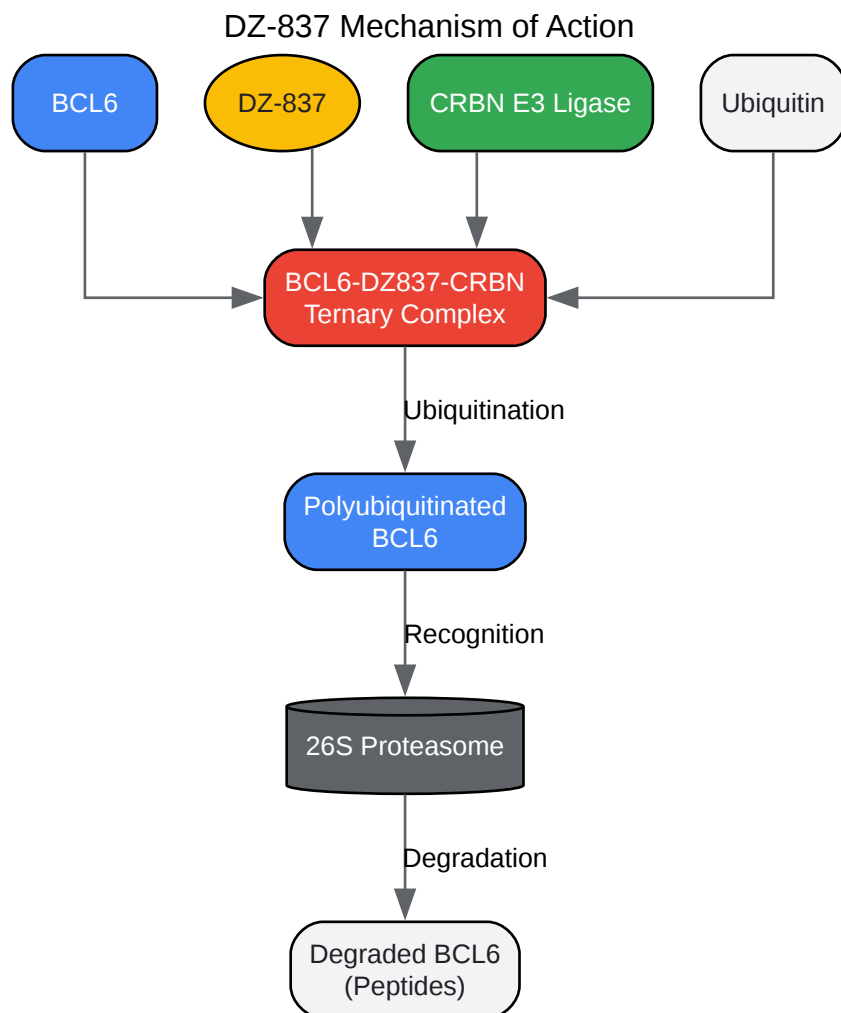 DZ-837 Mechanism of Action
BCL6
DZ-837
CRBN E3 Ligase
Ubiquitin
BCL6-DZ837-CRBN
Ternary Complex
Ubiquitination
Polyubiquitinated
BCL6
Recognition
26S Proteasome
Degradation
Degraded BCL6
(Peptides)